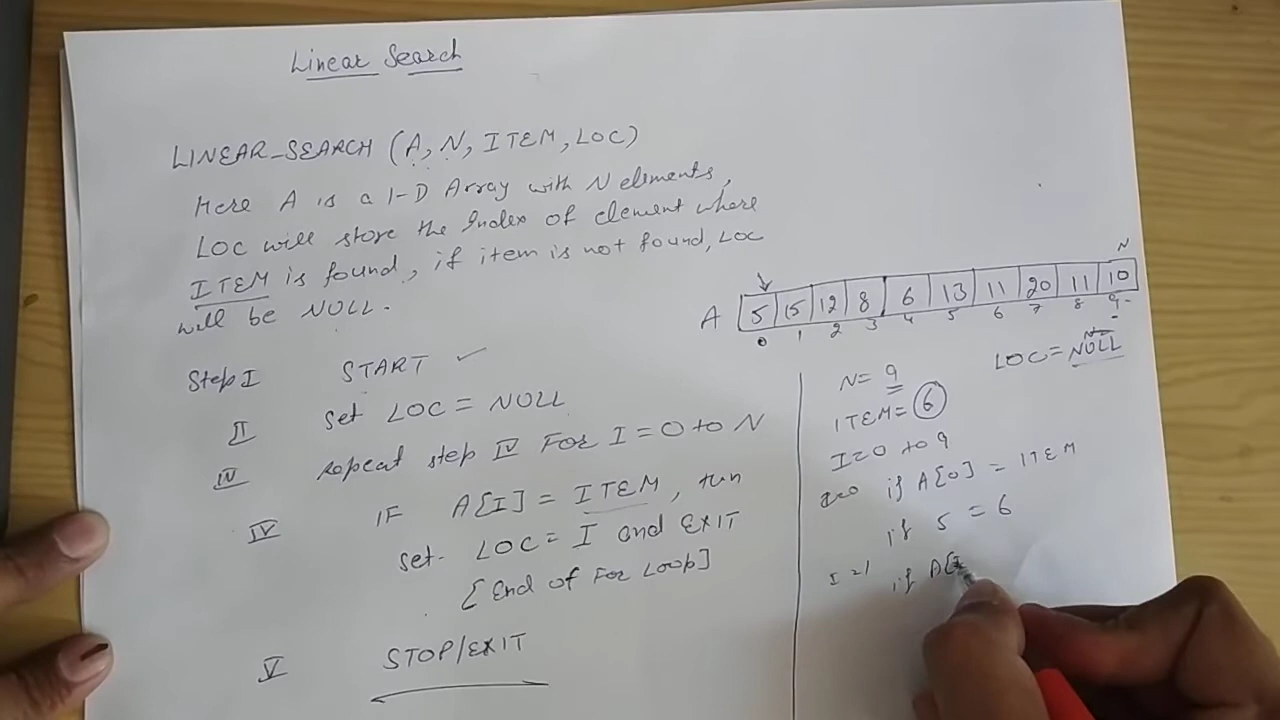 Linear Search
LINEAR_SEARCH (A, N, ITEM, LOC)
Here A is a 1-D Array with N elements,
LOC will store the Index of element where
ITEM is found, if item is not found, LOC
will be NULL.
Step I START ✓
II Set LOC = NULL
IV Repeat step IV FOR I = 0 to N
IV IF A[I] = ITEM, tun
set LOC = I and EXIT
[End of For Loop]
V STOP/EXIT
N
A 5 15 12 8 6 13 11 20 11 10
0 1 2 3 4 5 6 7 8 9
LOC = NULL
N = 9
ITEM = 6
I=0 to 9
if A[0] = ITEM
if 5 = 6
I=1 if A[